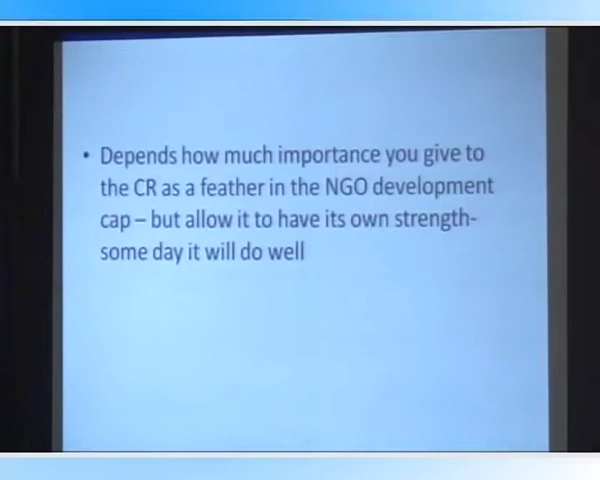 • Depends how much importance you give to
the CR as a feather in the NGO development
cap – but allow it to have its own strength-
some day it will do well